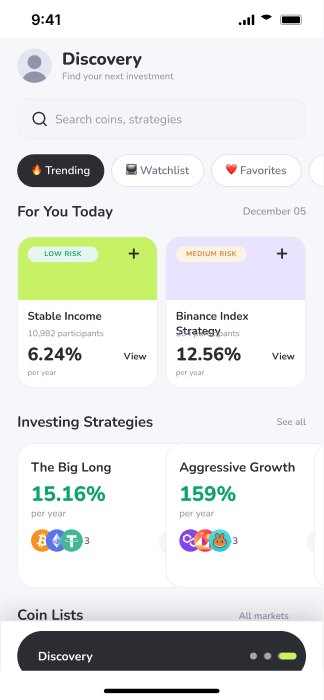 9:41
Discovery
Find your next investment
Search coins, strategies
Trending
Watchlist
Favorites
For You Today
December 05
LOW RISK
Stable Income
10,982 participants
6.24%
View
per year
MEDIUM RISK
Binance Index
Strategy
participants
12.56%
View
per year
Investing Strategies
See all
The Big Long
15.16%
per year
3
Aggressive Growth
159%
per year
3
Coin Lists
All markets
Discovery